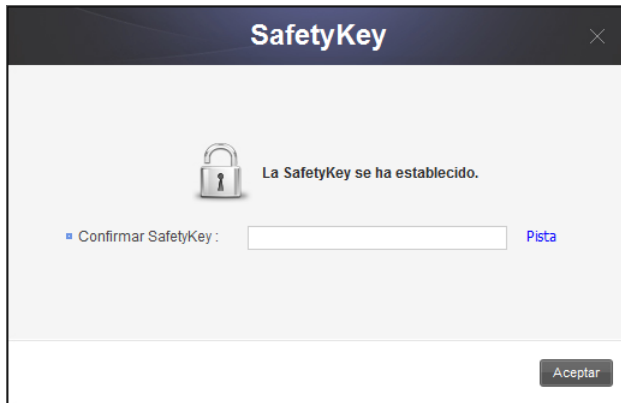 SafetyKey
La SafetyKey se ha establecido.
Confirmar SafetyKey : Pista
Aceptar